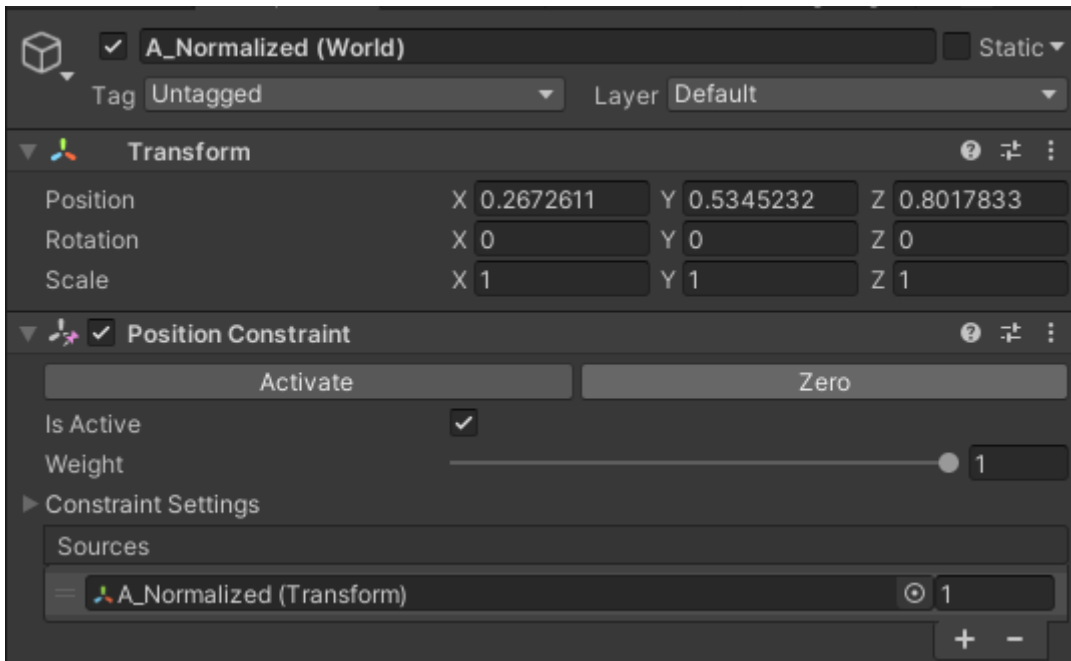 A_Normalized (World) Static
Tag Untagged Layer Default
Transform
Position X 0.2672611 Y 0.5345232 Z 0.8017833
Rotation X 0 Y 0 Z 0
Scale X 1 Y 1 Z 1
Position Constraint
Activate Zero
Is Active
Weight 1
Constraint Settings
Sources
A_Normalized (Transform) 1
+ −